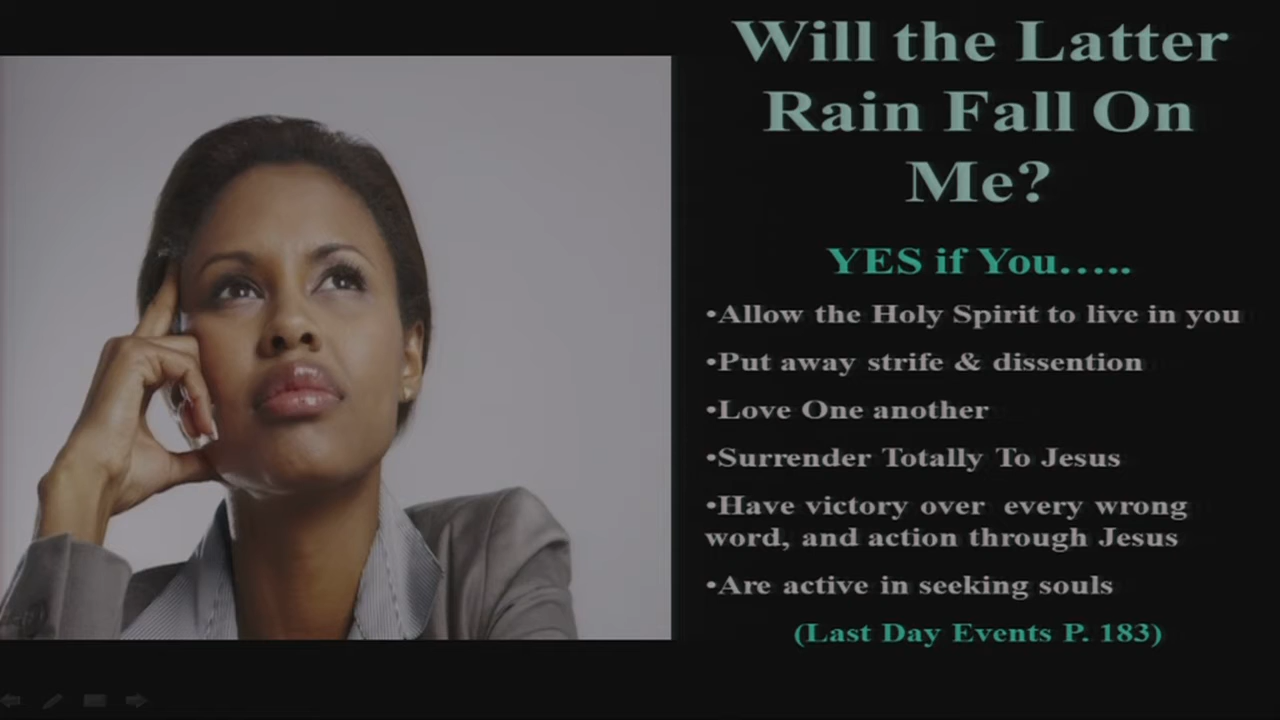 Will the Latter
Rain Fall On
Me?
YES if You…..
•Allow the Holy Spirit to live in you
•Put away strife & dissention
•Love One another
•Surrender Totally To Jesus
•Have victory over every wrong
word, and action through Jesus
•Are active in seeking souls
(Last Day Events P. 183)